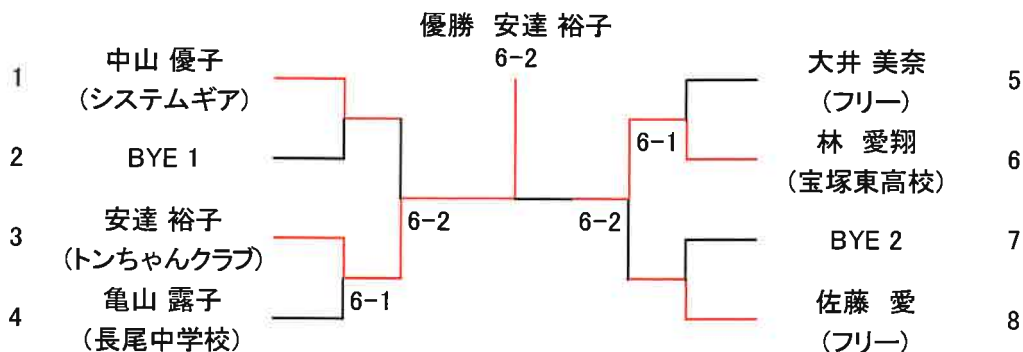 優勝 安達 裕子
6-2
1
中山 優子
(システムギア)
2
BYE 1
3
安達 裕子
(トンちゃんクラブ)
4
亀山 露子
(長尾中学校)
6-1
6-2
大井 美奈
(フリー)
5
6-1
林 愛翔
(宝塚東高校)
6
6-2
BYE 2
7
佐藤 愛
(フリー)
8